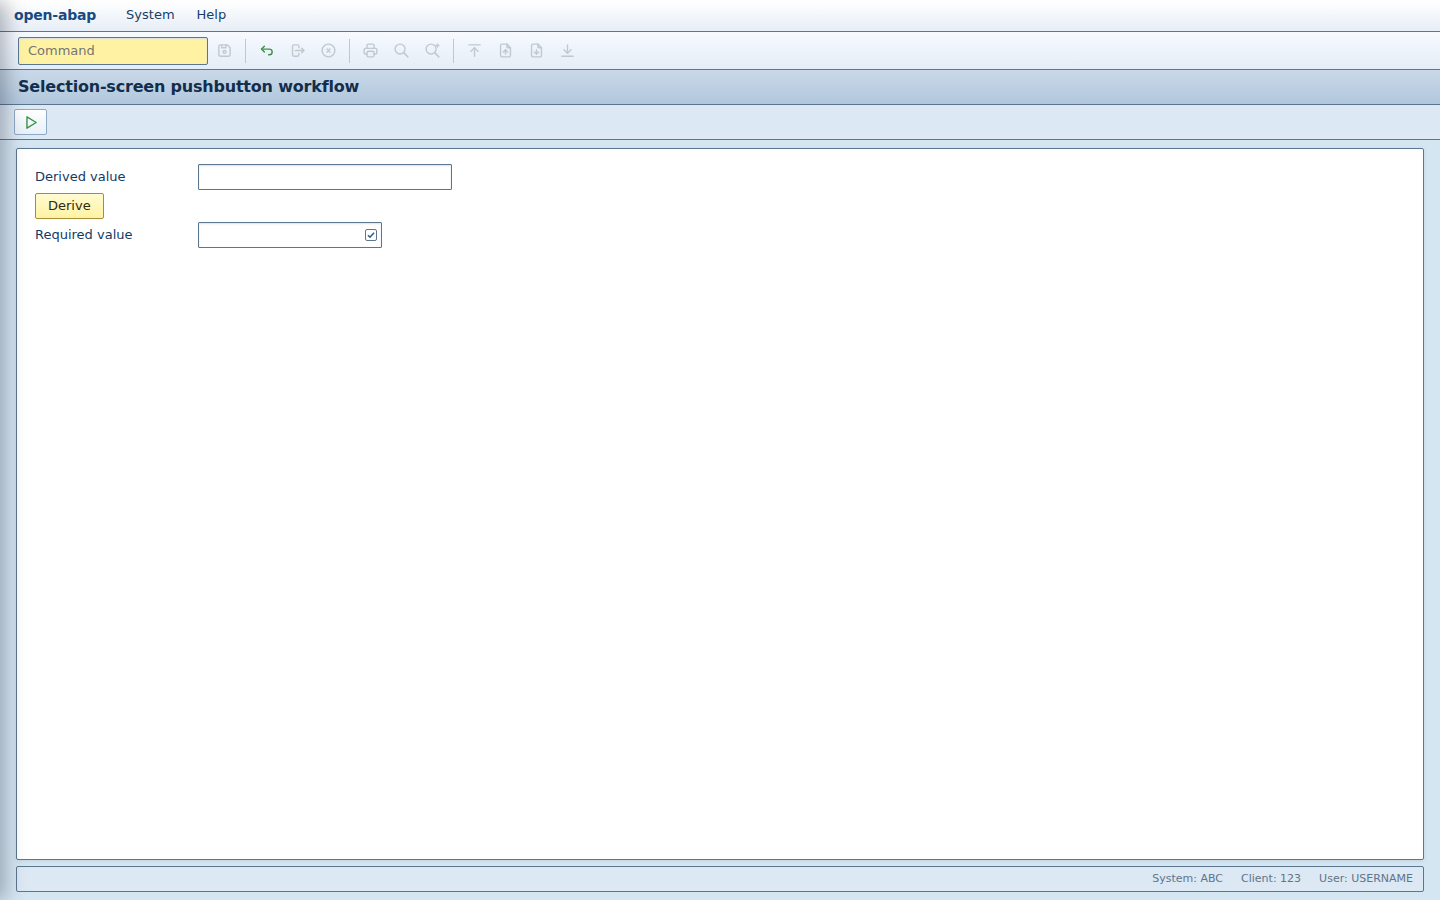 open-abap System Help
Command
Selection-screen pushbutton workflow
Derived value
Derive
Required value
System: ABC Client: 123 User: USERNAME